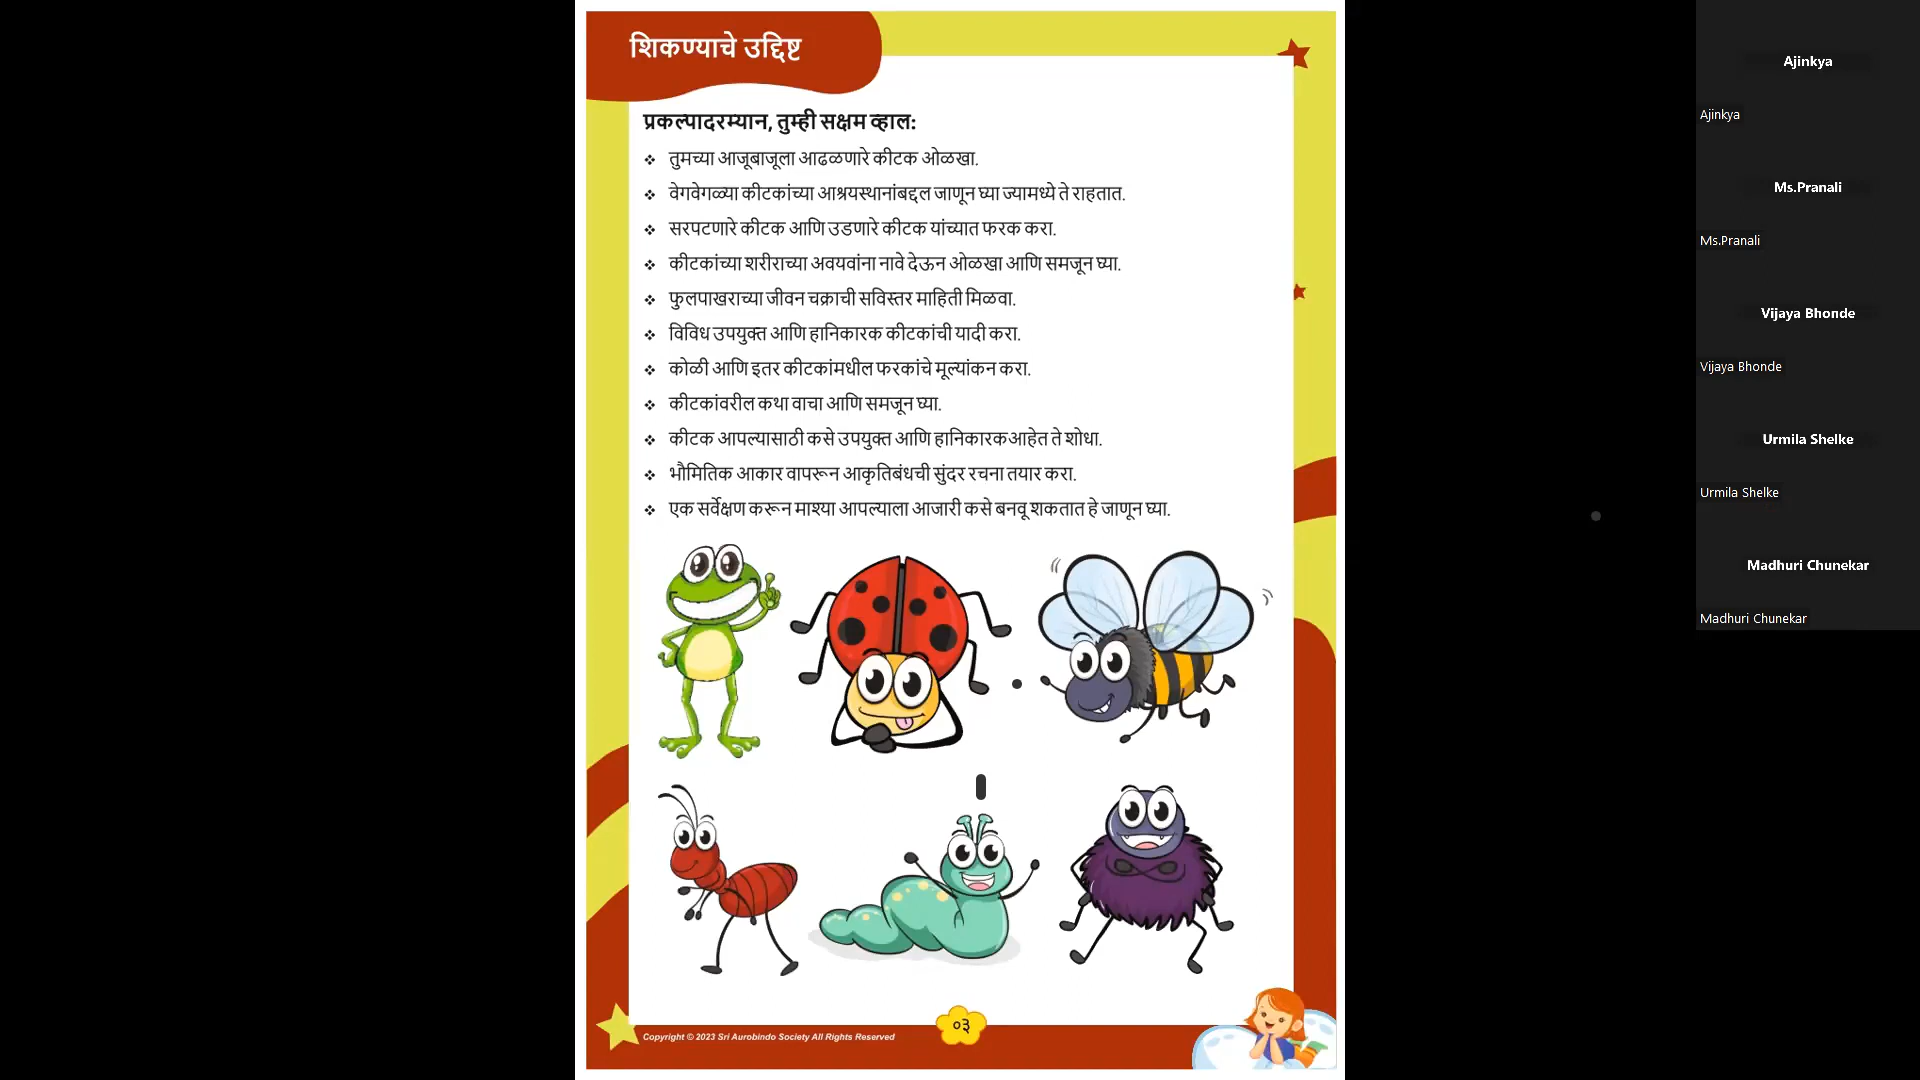 शिकण्याचे उद्दिष्ट
प्रकल्पादरम्यान, तुम्ही सक्षम व्हाल:
❖ तुमच्या आजूबाजूला आढळणारे कीटक ओळखा.
❖ वेगवेगळ्या कीटकांच्या आश्रयस्थानांबद्दल जाणून घ्या ज्यामध्ये ते राहतात.
❖ सरपटणारे कीटक आणि उडणारे कीटक यांच्यात फरक करा.
❖ कीटकांच्या शरीराच्या अवयवांना नावे देऊन ओळखा आणि समजून घ्या.
❖ फुलपाखराच्या जीवन चक्राची सविस्तर माहिती मिळवा.
❖ विविध उपयुक्त आणि हानिकारक कीटकांची यादी करा.
❖ कोळी आणि इतर कीटकांमधील फरकांचे मूल्यांकन करा.
❖ कीटकांवरील कथा वाचा आणि समजून घ्या.
❖ कीटक आपल्यासाठी कसे उपयुक्त आणि हानिकारकआहेत ते शोधा.
❖ भौमितिक आकार वापरून आकृतिबंधची सुंदर रचना तयार करा.
❖ एक सर्वेक्षण करून माश्या आपल्याला आजारी कसे बनवू शकतात हे जाणून घ्या.
०३
Copyright © 2023 Sri Aurobindo Society All Rights Reserved
Ajinkya
Ajinkya
Ms.Pranali
Ms.Pranali
Vijaya Bhonde
Vijaya Bhonde
Urmila Shelke
Urmila Shelke
Madhuri Chunekar
Madhuri Chunekar